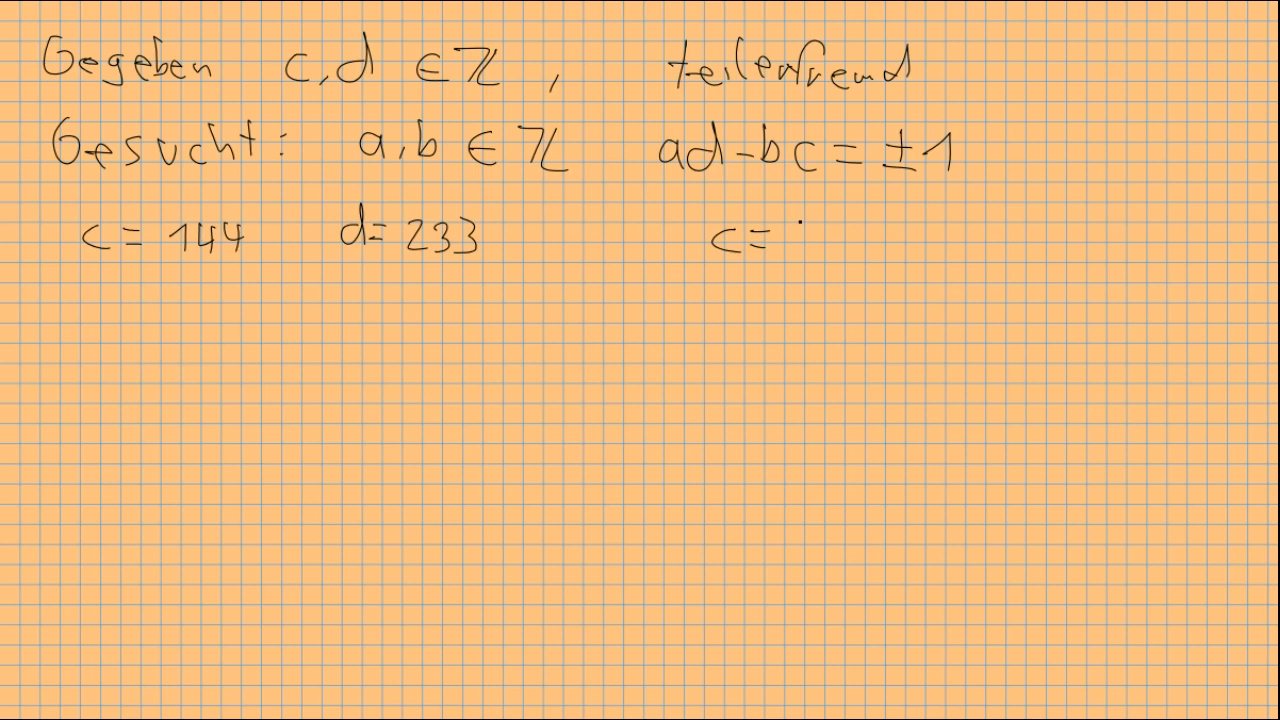 Gegeben c,d ∈ ℤ, teilerfremd
Gesucht: a,b ∈ ℤ ad-bc = ±1
c = 144 d= 233 c=